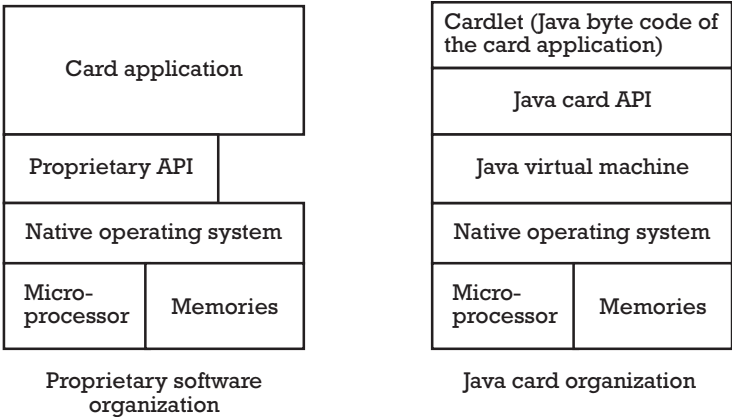 Card application
Proprietary API
Native operating system
Micro-
processor
Memories
Proprietary software
organization
Cardlet (Java byte code of
the card application)
Java card API
Java virtual machine
Native operating system
Micro-
processor
Memories
Java card organization